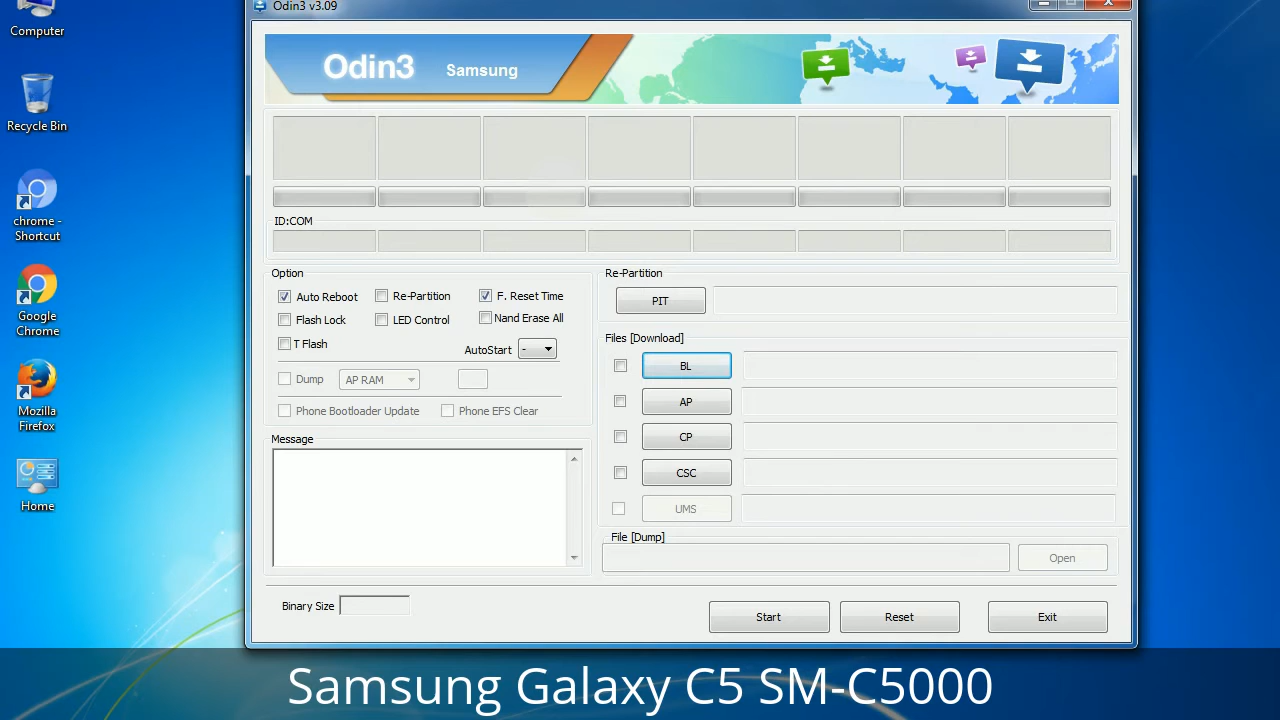 Computer
Recycle Bin
chrome -
Shortcut
Google
Chrome
Mozilla
Firefox
Home
Odin3 v3.09
Odin3 Samsung
ID:COM
Option
Auto Reboot
Re-Partition
F. Reset Time
Flash Lock
LED Control
Nand Erase All
T Flash
AutoStart -
Dump AP RAM
Phone Bootloader Update
Phone EFS Clear
Message
Re-Partition
PIT
Files [Download]
BL
AP
CP
CSC
UMS
File [Dump]
Open
Binary Size
Start
Reset
Exit
Samsung Galaxy C5 SM-C5000